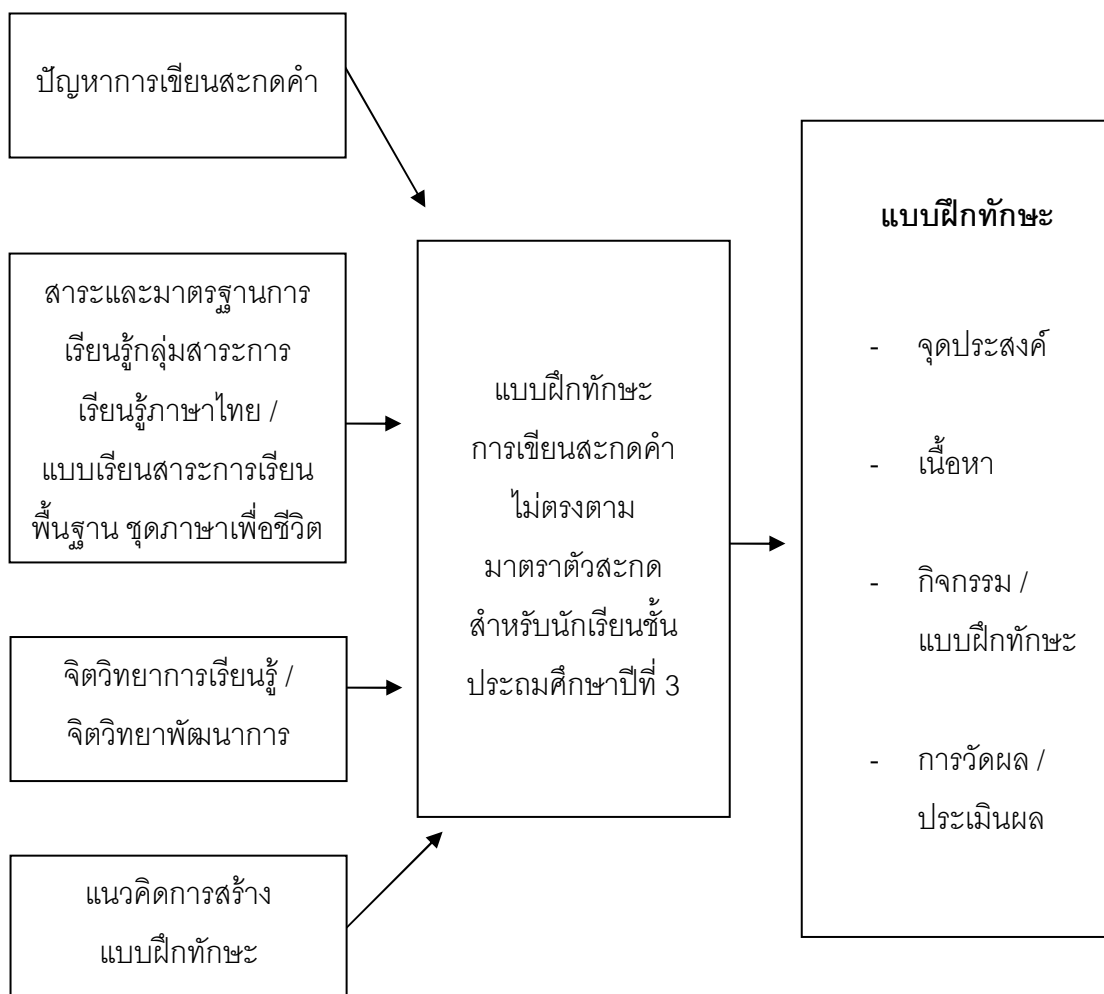 ปัญหาการเขียนสะกดคำ
สาระและมาตรฐานการ
เรียนรู้กลุ่มสาระการ
เรียนรู้ภาษาไทย /
แบบเรียนสาระการเรียน
พื้นฐาน ชุดภาษาเพื่อชีวิต
จิตวิทยาการเรียนรู้ /
จิตวิทยาพัฒนาการ
แนวคิดการสร้าง
แบบฝึกทักษะ
แบบฝึกทักษะ
การเขียนสะกดคำ
ไม่ตรงตาม
มาตราตัวสะกด
สำหรับนักเรียนชั้น
ประถมศึกษาปีที่ 3
แบบฝึกทักษะ
- จุดประสงค์
- เนื้อหา
- กิจกรรม /
แบบฝึกทักษะ
- การวัดผล /
ประเมินผล